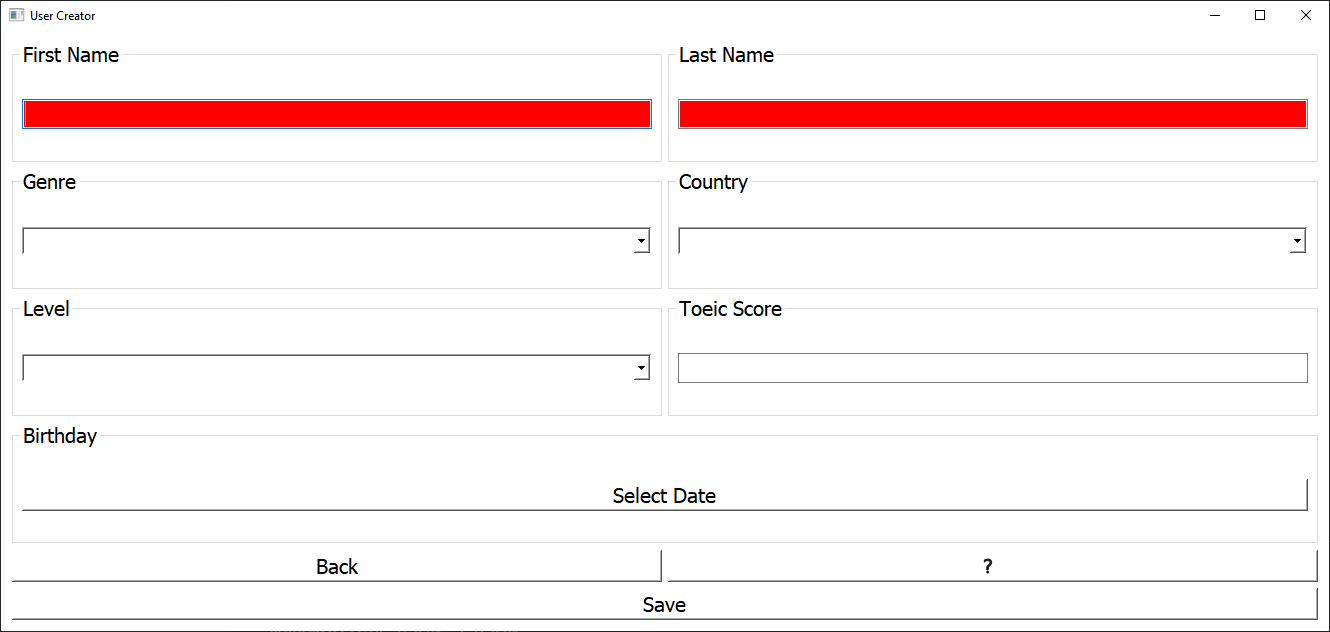 User Creator
First Name
Last Name
Genre
Country
Level
Toeic Score
Birthday
Select Date
Back
?
Save